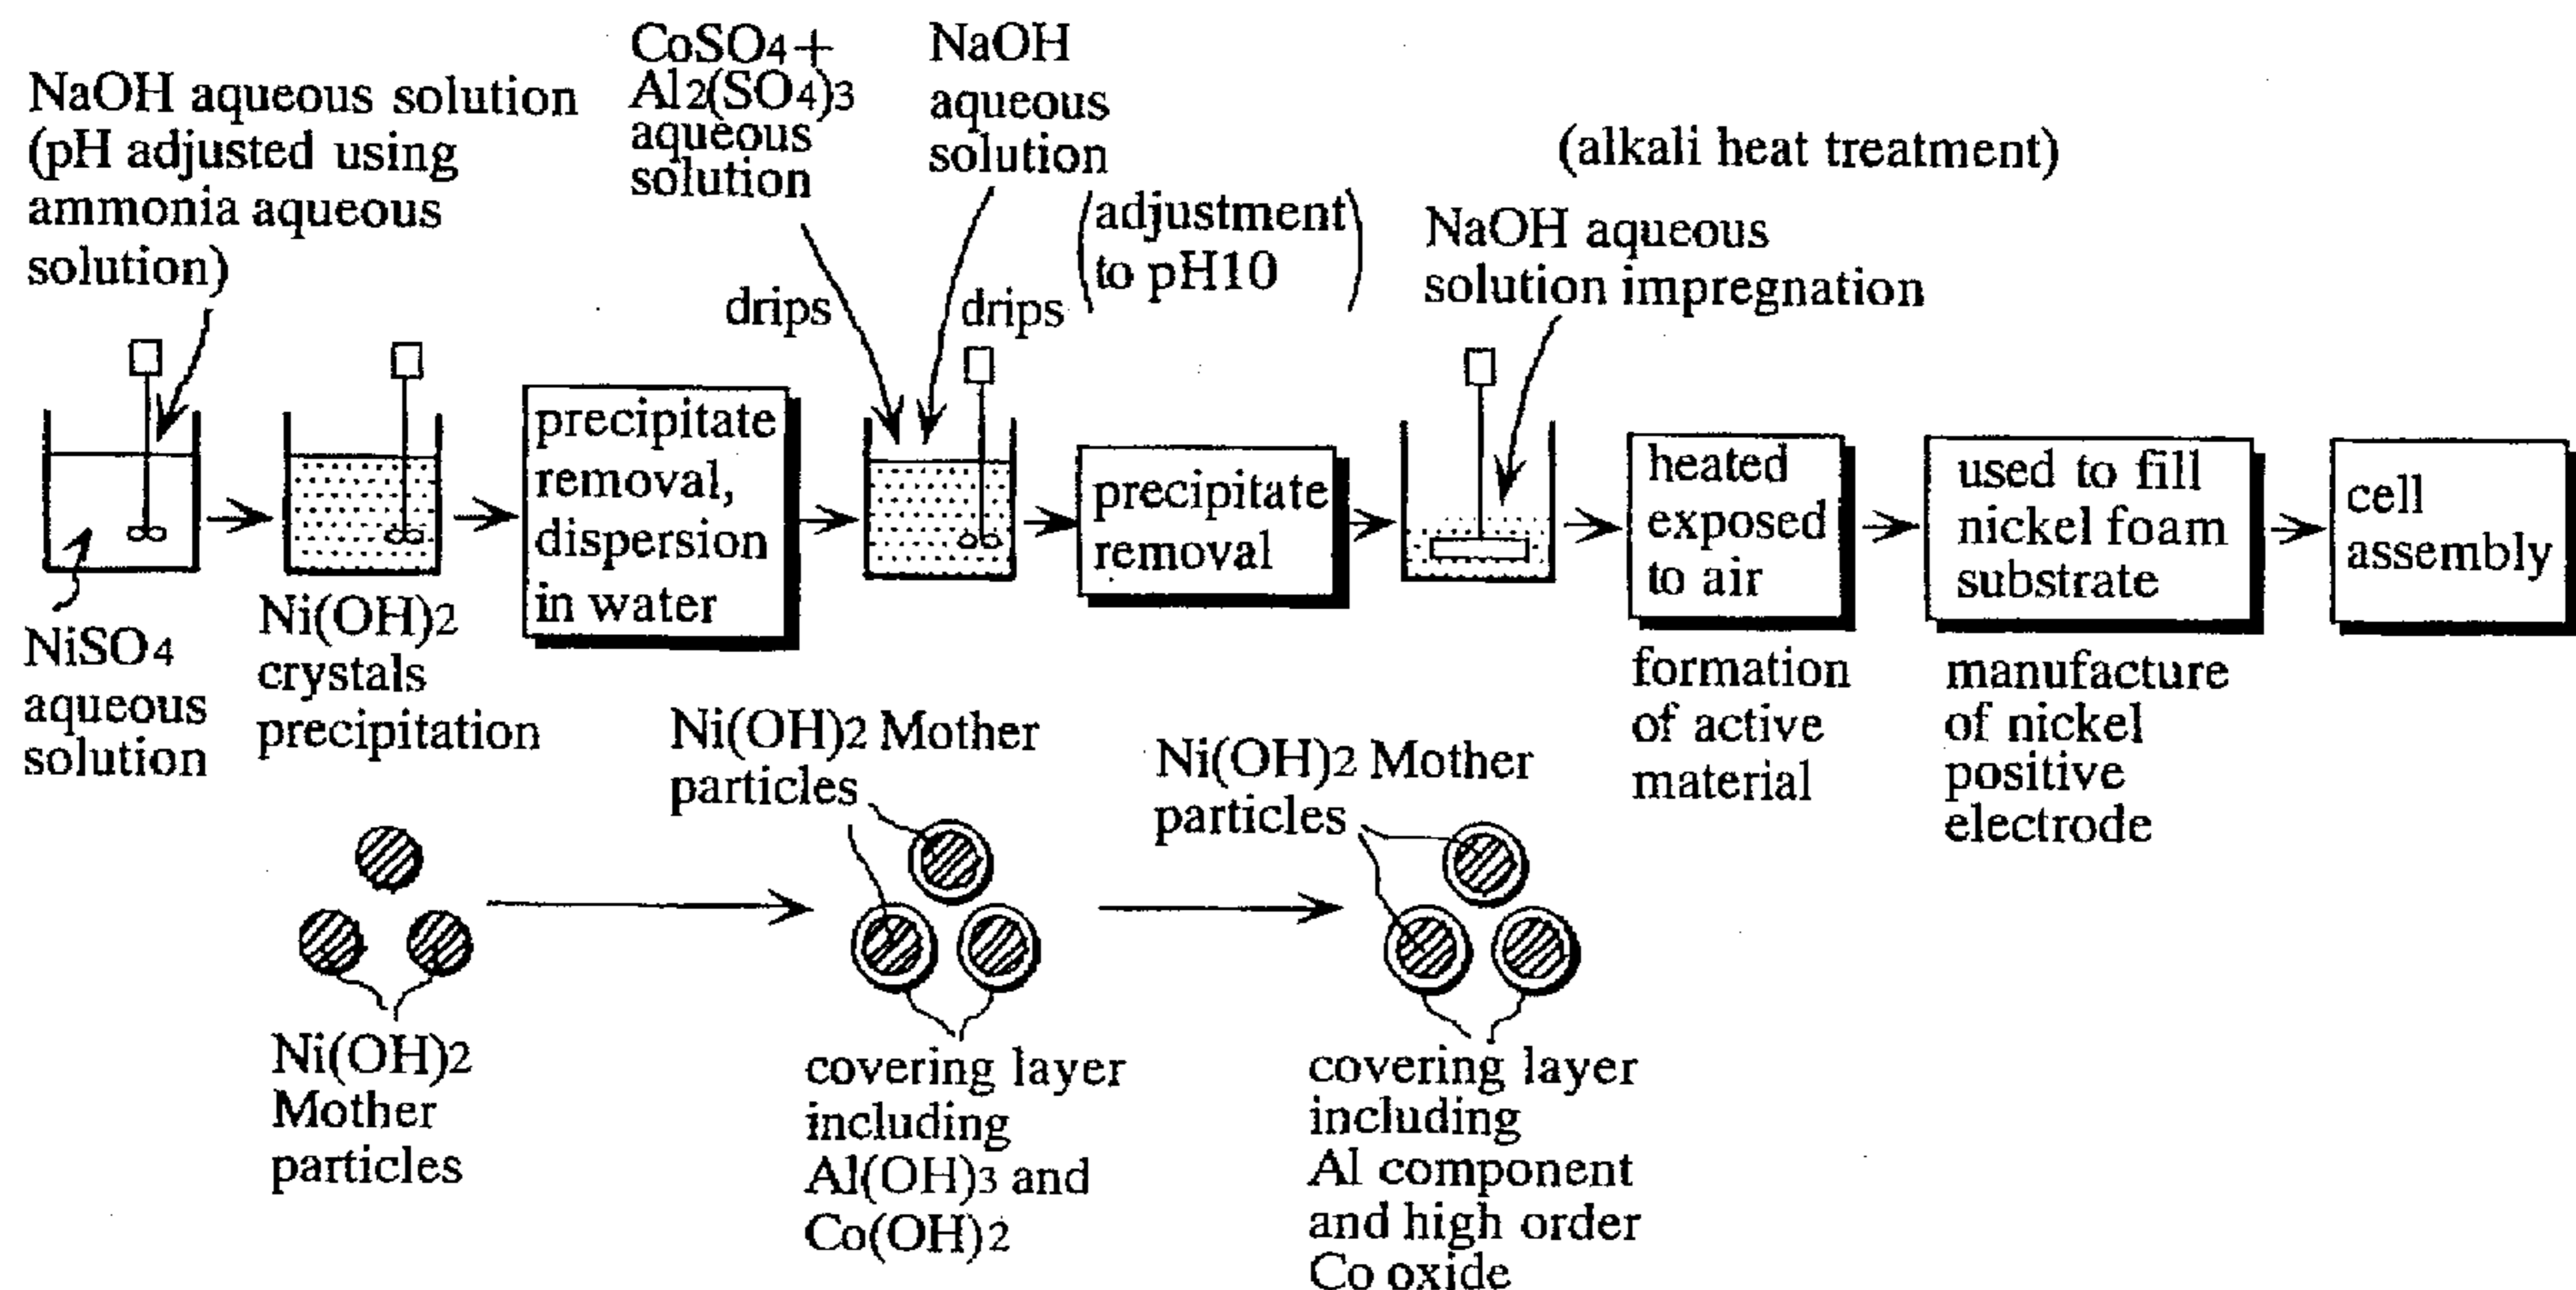 NaOH aqueous solution
(pH adjusted using
ammonia aqueous
solution)
CoSO4+
Al2(SO4)3
aqueous
solution
NaOH
aqueous
solution
(adjustment
to pH10)
drips
drips
(alkali heat treatment)
NaOH aqueous
solution impregnation
NiSO4
aqueous
solution
Ni(OH)2
crystals
precipitation
precipitate
removal,
dispersion
in water
precipitate
removal
heated
exposed
to air
formation
of active
material
used to fill
nickel foam
substrate
manufacture
of nickel
positive
electrode
cell
assembly
Ni(OH)2
Mother
particles
Ni(OH)2 Mother
particles
covering layer
including
Al(OH)3 and
Co(OH)2
Ni(OH)2 Mother
particles
covering layer
including
Al component
and high order
Co oxide